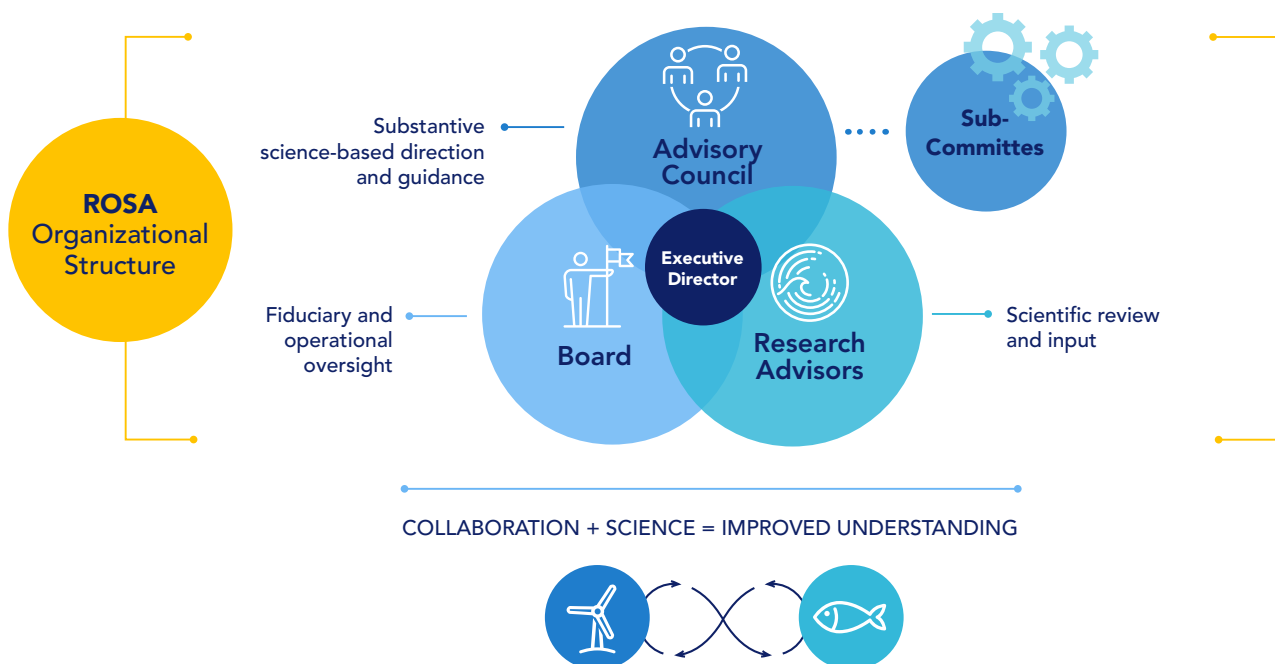 ROSA
Organizational
Structure
Substantive
science-based direction
and guidance
Advisory
Council
Sub-
Committes
Executive
Director
Fiduciary and
operational
oversight
Board
Research
Advisors
Scientific review
and input
COLLABORATION + SCIENCE = IMPROVED UNDERSTANDING